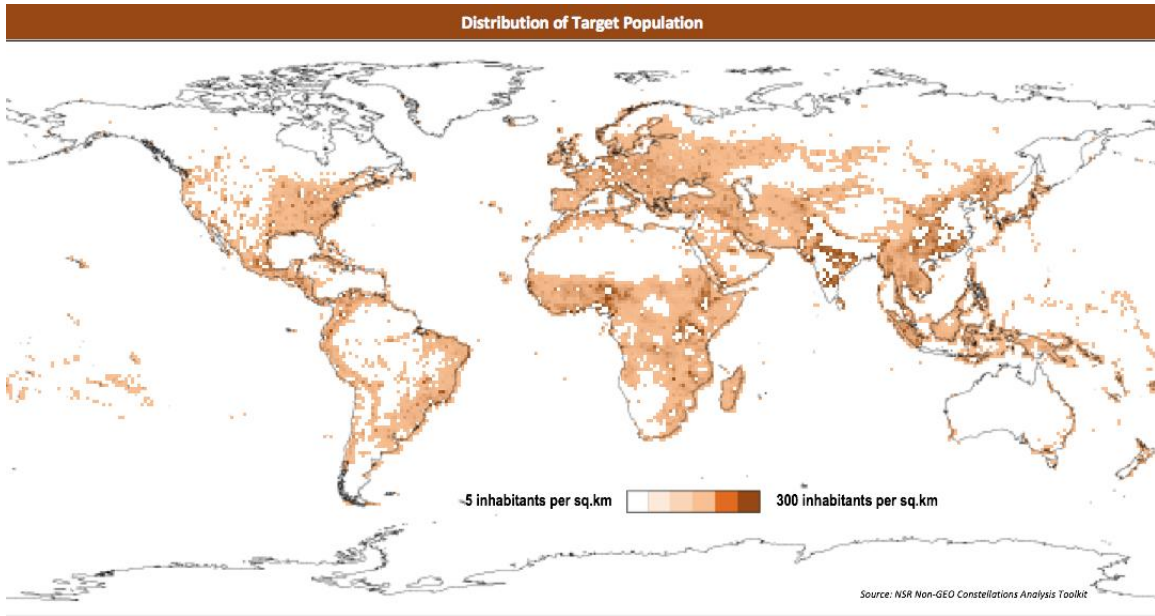 Distribution of Target Population
-5 inhabitants per sq.km 300 inhabitants per sq.km
Source: NSR Non-GEO Constellations Analysis Toolkit